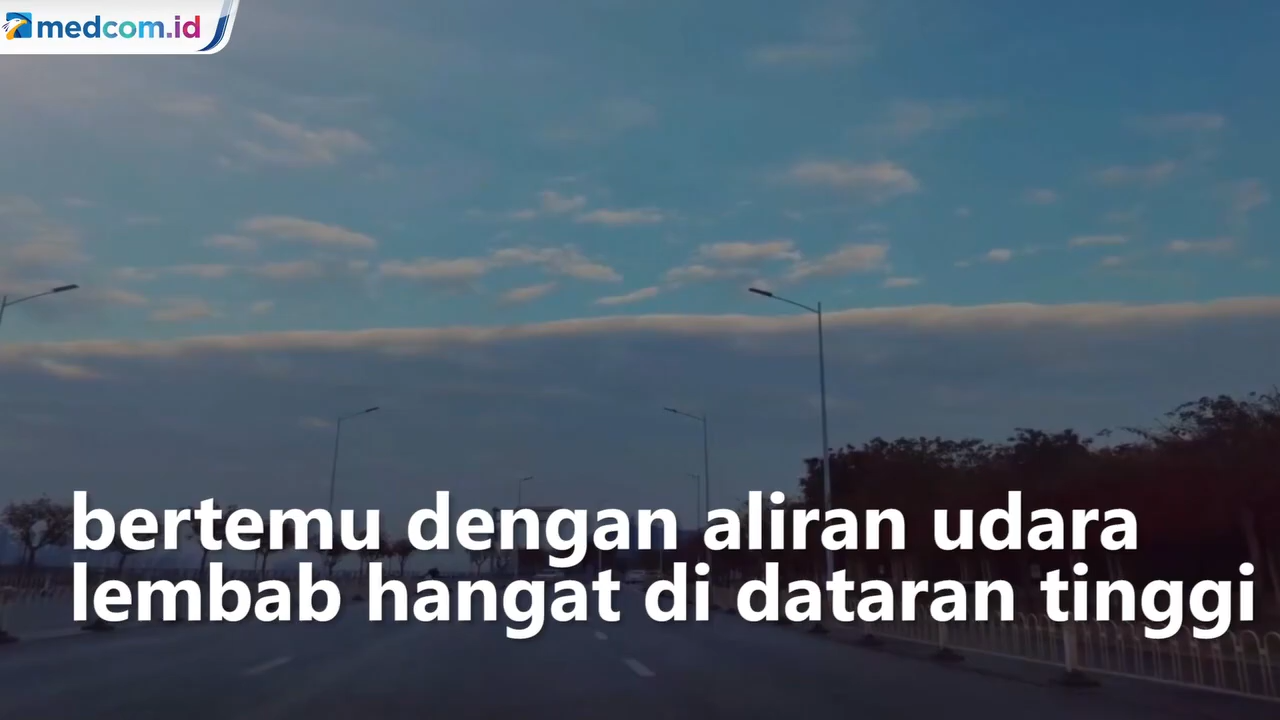 medcom.id
bertemu dengan aliran udara
lembab hangat di dataran tinggi